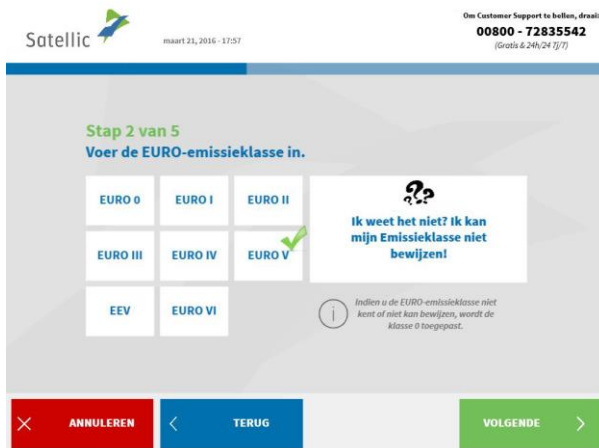 Om Customer Support te bellen, draai
Satellic
maart 21, 2016 - 17:57
00800 - 72835542
(Gratis & 24h/24 7j/7)
Stap 2 van 5
Voer de EURO-emissieklasse in.
EURO 0
EURO I
EURO II
??
Ik weet het niet? Ik kan
mijn Emissieklasse niet
bewijzen!
EURO III
EURO IV
EURO V
EEV
EURO VI
i
Indien u de EURO-emissieklasse niet
kent of niet kan bewijzen, wordt de
klasse 0 toegepast.
ANNULEREN
TERUG
VOLGENDE